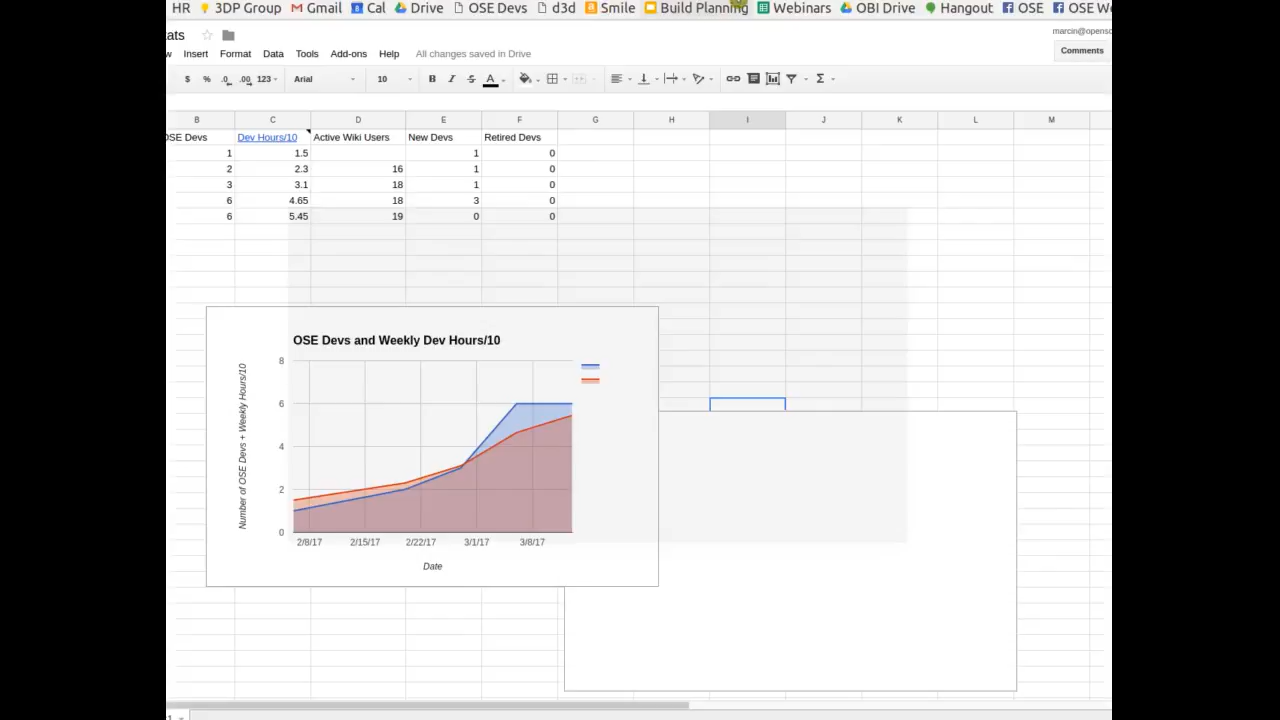 HR 3DP Group Gmail Cal Drive OSE Devs d3d Smile Build Planning Webinars OBI Drive Hangout OSE OSE We
ats marcin@opensc
w Insert Format Data Tools Add-ons Help All changes saved in Drive Comments
$ % .0 .00 123 Arial 10 B I S A Σ
B C D E F G H I J K L M
OSE Devs Dev Hours/10 Active Wiki Users New Devs Retired Devs
1 1.5 1 0
2 2.3 16 1 0
3 3.1 18 1 0
6 4.65 18 3 0
6 5.45 19 0 0
OSE Devs and Weekly Dev Hours/10
Number of OSE Devs + Weekly Hours/10
8
6
4
2
0
2/8/17 2/15/17 2/22/17 3/1/17 3/8/17
Date
1